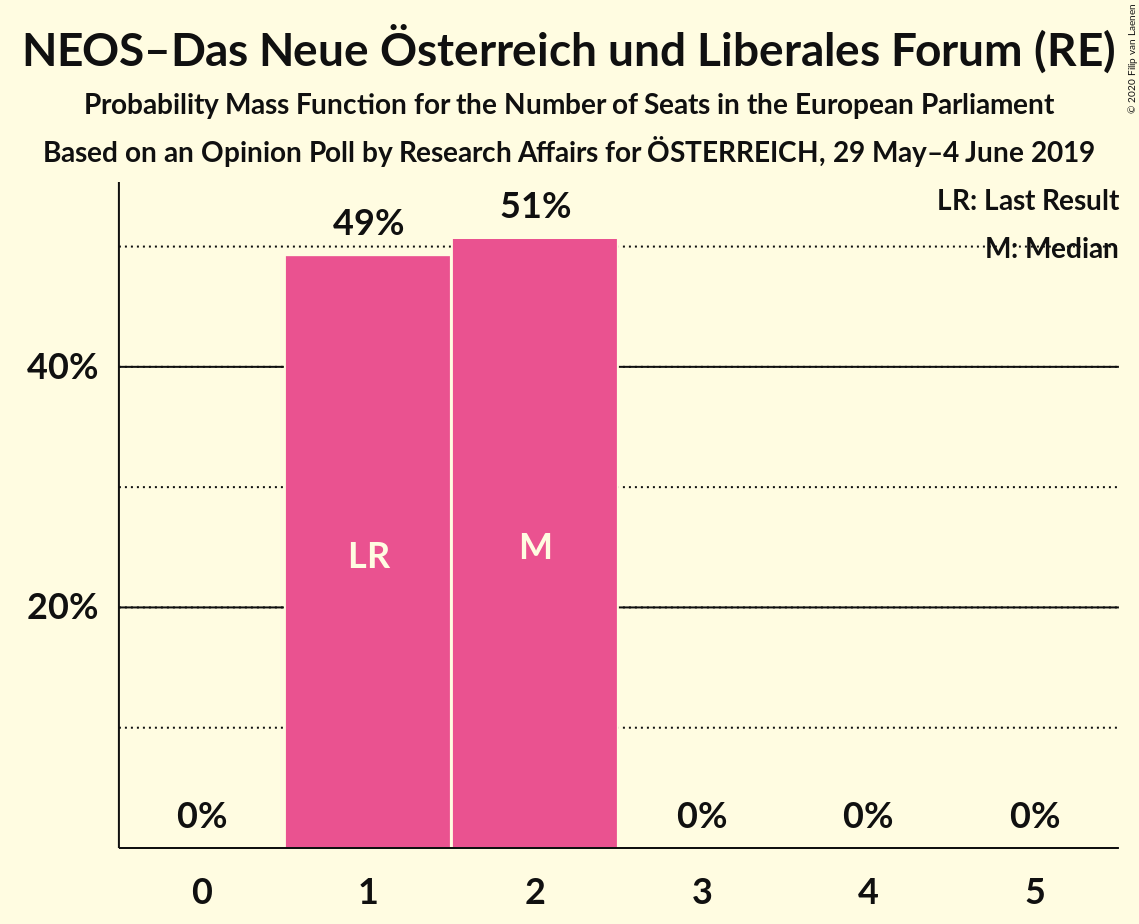 NEOS–Das Neue Österreich und Liberales Forum (RE)
Probability Mass Function for the Number of Seats in the European Parliament
Based on an Opinion Poll by Research Affairs for ÖSTERREICH, 29 May–4 June 2019
© 2020 Filip van Laenen
LR: Last Result
M: Median
49%
51%
40%
20%
LR
M
0%
0%
0%
0%
0
1
2
3
4
5